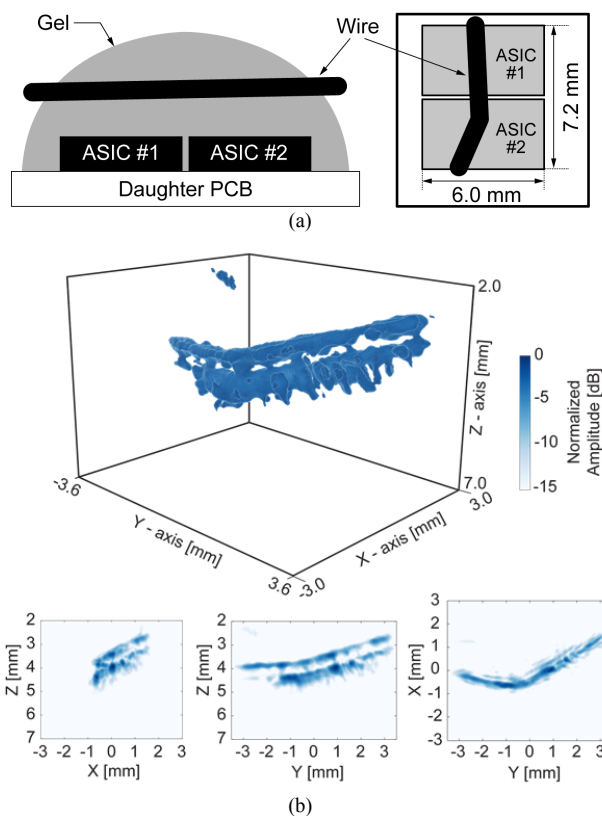 Gel
Wire
ASIC #1
ASIC #2
Daughter PCB
ASIC
#1
ASIC
#2
7.2 mm
6.0 mm
(a)
2.0
Z - axis [mm]
7.0
3.0
X - axis [mm]
-3.0
3.6
Y - axis [mm]
-3.6
0
-5
-10
-15
Normalized
Amplitude [dB]
2
3
4
5
6
7
Z [mm]
-3 -2 -1 0 1 2 3
X [mm]
2
3
4
5
6
7
Z [mm]
-3 -2 -1 0 1 2 3
Y [mm]
3
2
1
0
-1
-2
-3
X [mm]
-3 -2 -1 0 1 2 3
Y [mm]
(b)